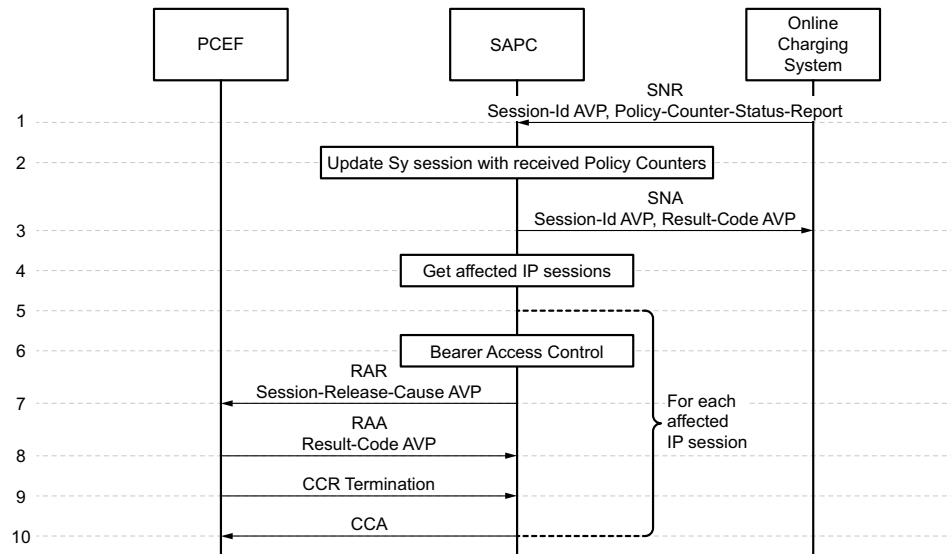 PCEF
SAPC
Online
Charging
System
SNR
1
Session-Id AVP, Policy-Counter-Status-Report
2
Update Sy session with received Policy Counters
SNA
Session-Id AVP, Result-Code AVP
3
4
Get affected IP sessions
5
6
Bearer Access Control
RAR
Session-Release-Cause AVP
7
For each
affected
IP session
RAA
Result-Code AVP
8
9
CCR Termination
CCA
10